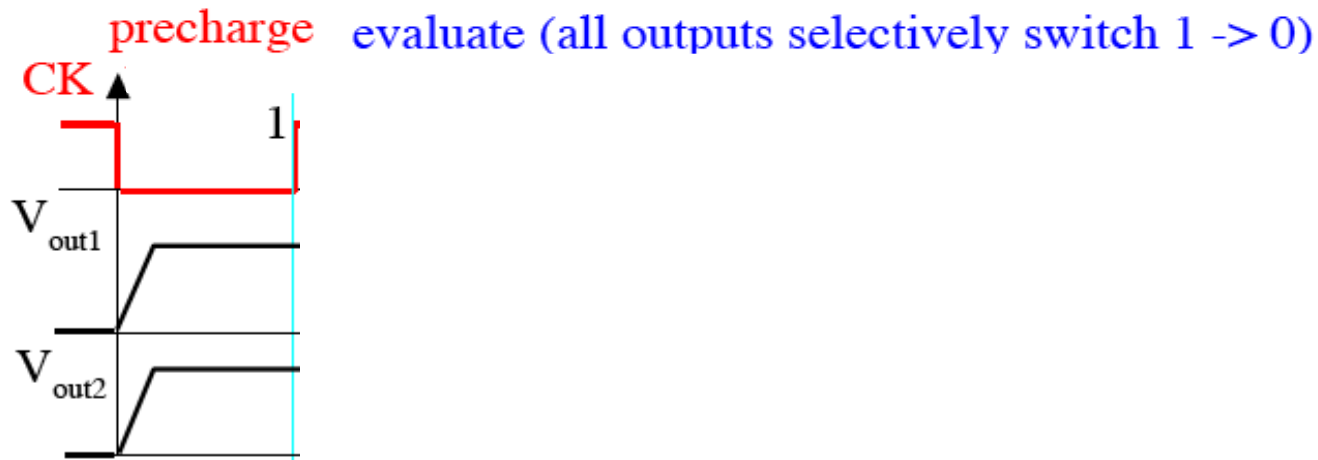 precharge evaluate (all outputs selectively switch 1 -> 0)
CK
1
Vout1
Vout2